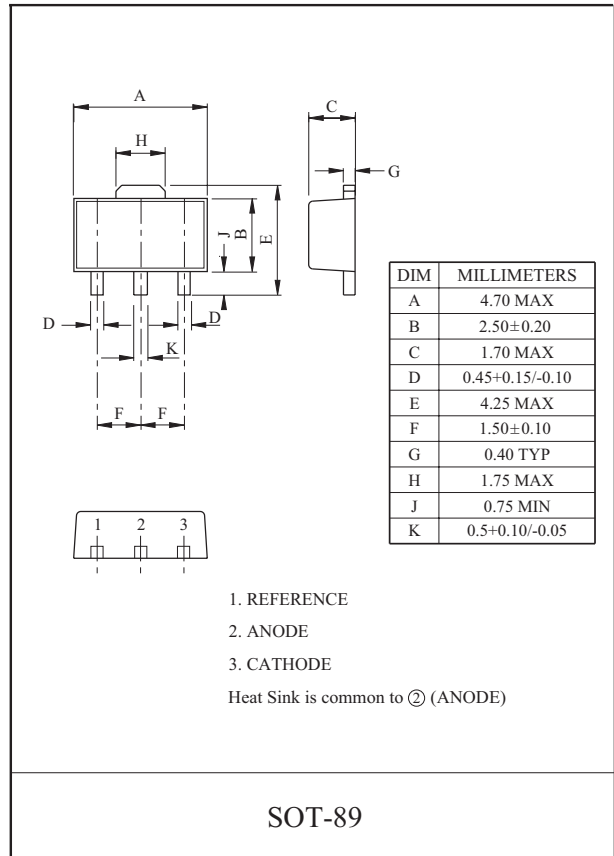 A
C
H
G
J
B
E
D
D
K
F
F
DIM MILLIMETERS
A 4.70 MAX
B 2.50±0.20
C 1.70 MAX
D 0.45+0.15/-0.10
E 4.25 MAX
F 1.50±0.10
G 0.40 TYP
H 1.75 MAX
J 0.75 MIN
K 0.5+0.10/-0.05
1 2 3
1. REFERENCE
2. ANODE
3. CATHODE
Heat Sink is common to ② (ANODE)
SOT-89